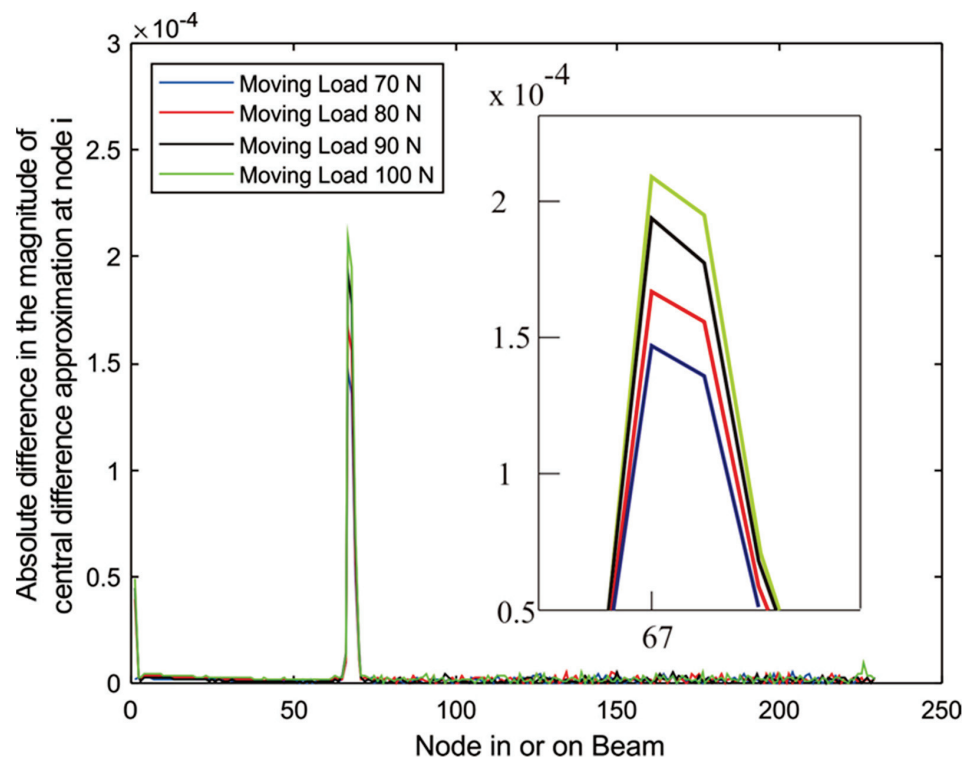 ×10^-4
3
2.5
2
1.5
1
0.5
0
0
50
100
150
200
250
Node in or on Beam
Absolute difference in the magnitude of
central difference approximation at node i
Moving Load 70 N
Moving Load 80 N
Moving Load 90 N
Moving Load 100 N
x 10^-4
2
1.5
1
0.5
67